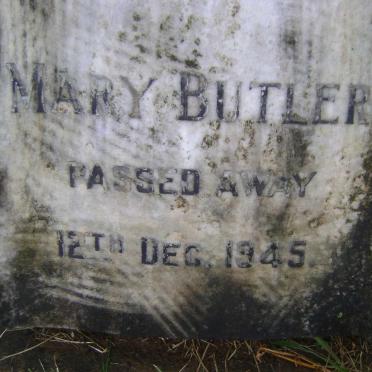 MARY BUTLER
PASSED AWAY
12TH DEC. 1945.